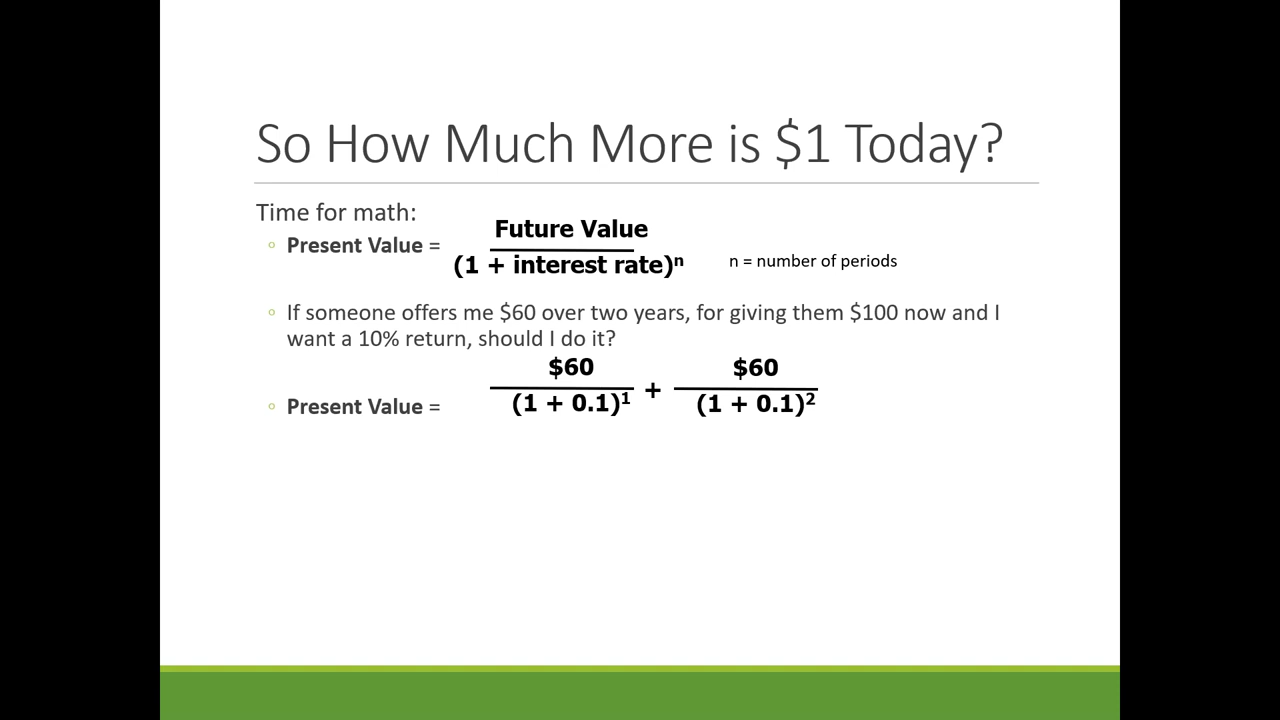 So How Much More is $1 Today?
Time for math:
Future Value
◦ Present Value =
(1 + interest rate)ⁿ
n = number of periods
◦ If someone offers me $60 over two years, for giving them $100 now and I
want a 10% return, should I do it?
$60 $60
◦ Present Value = +
(1 + 0.1)¹ (1 + 0.1)²